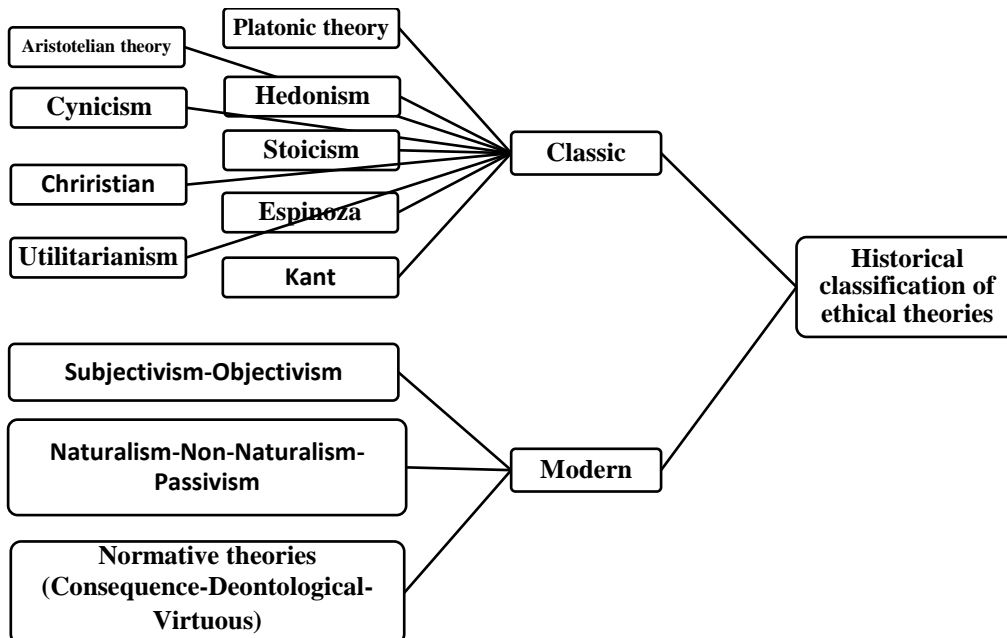 Platonic theory
Aristotelian theory
Hedonism
Cynicism
Stoicism
Classic
Chriristian
Espinoza
Utilitarianism
Kant
Historical
classification of
ethical theories
Subjectivism-Objectivism
Naturalism-Non-Naturalism-
Passivism
Modern
Normative theories
(Consequence-Deontological-
Virtuous)